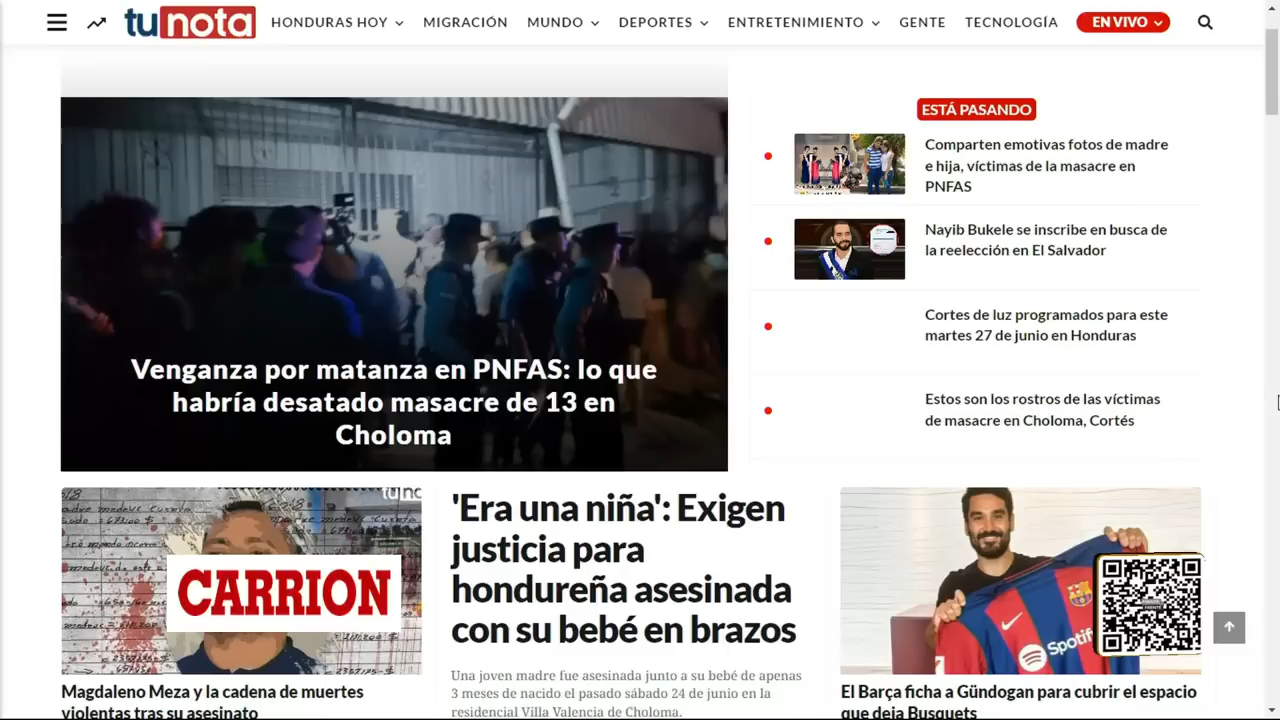 tunota
HONDURAS HOY
MIGRACIÓN
MUNDO
DEPORTES
ENTRETENIMIENTO
GENTE
TECNOLOGÍA
EN VIVO
Venganza por matanza en PNFAS: lo que
habría desatado masacre de 13 en
Choloma
ESTÁ PASANDO
Comparten emotivas fotos de madre
e hija, víctimas de la masacre en
PNFAS
Nayib Bukele se inscribe en busca de
la reelección en El Salvador
Cortes de luz programados para este
martes 27 de junio en Honduras
Estos son los rostros de las víctimas
de masacre en Choloma, Cortés
CARRION
Magdaleno Meza y la cadena de muertes
violentas tras su asesinato
'Era una niña': Exigen
justicia para
hondureña asesinada
con su bebé en brazos
Una joven madre fue asesinada junto a su bebé de apenas
3 meses de nacido el pasado sábado 24 de junio en la
residencial Villa Valencia de Choloma.
Spotify
El Barça ficha a Gündogan para cubrir el espacio
que deja Busquets